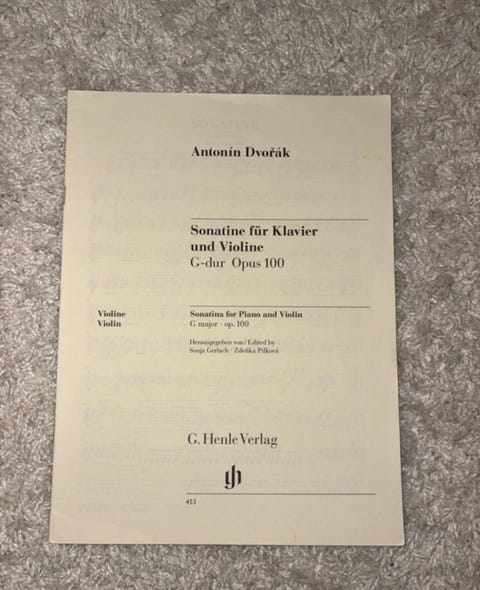 SONATINE
Antonín Dvořák
Sonatine für Klavier
und Violine
G-dur Opus 100
Violine
Violin
Sonatina for Piano and Violin
G major · op. 100
Herausgegeben von/Edited by
Sonja Gerlach · Zdeňka Pilková
G. Henle Verlag
413